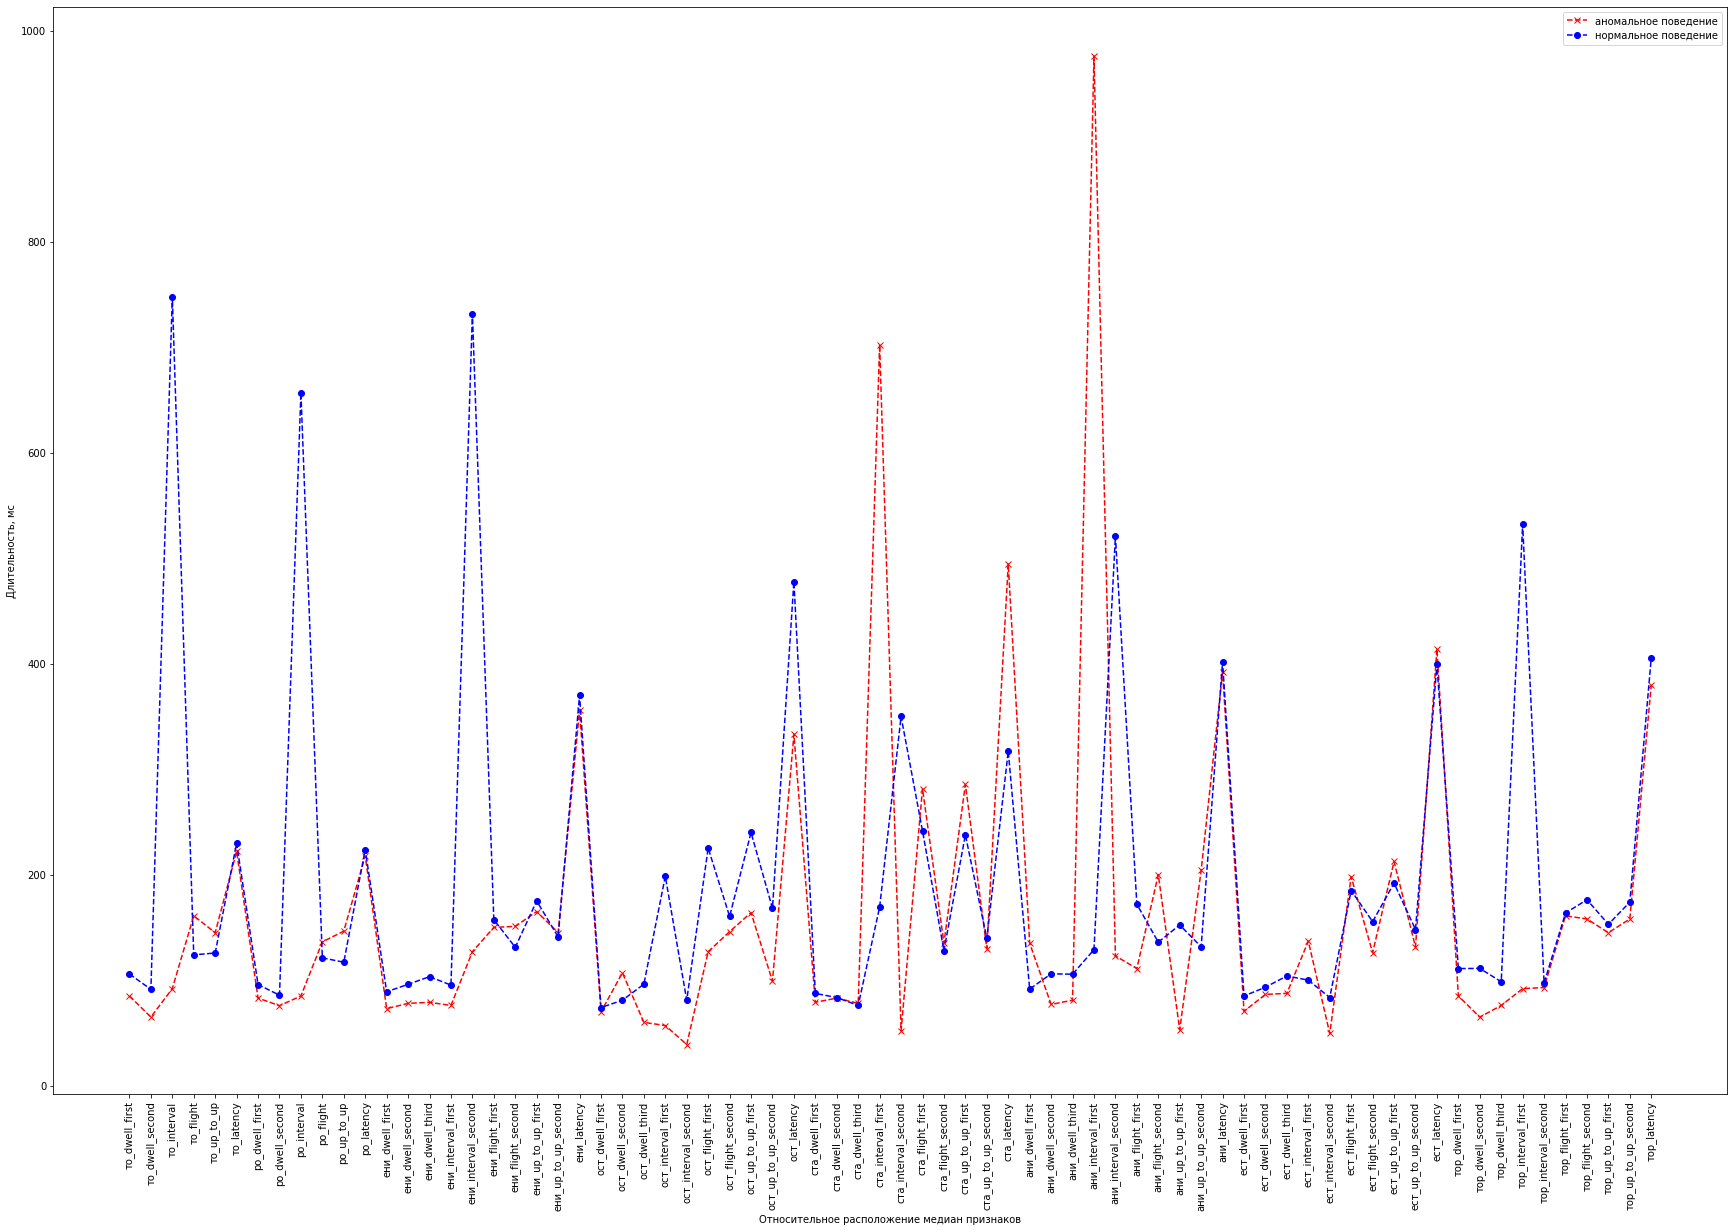 аномальное поведение
нормальное поведение
1000
800
600
400
200
0
Длительность, мс
то_dwell_first
то_dwell_second
то_interval
то_flight
то_up_to_up
то_latency
ро_dwell_first
ро_dwell_second
ро_interval
ро_flight
ро_up_to_up
ро_latency
ени_dwell_first
ени_dwell_second
ени_dwell_third
ени_interval_first
ени_interval_second
ени_flight_first
ени_flight_second
ени_up_to_up_first
ени_up_to_up_second
ени_latency
ост_dwell_first
ост_dwell_second
ост_dwell_third
ост_interval_first
ост_interval_second
ост_flight_first
ост_flight_second
ост_up_to_up_first
ост_up_to_up_second
ост_latency
ста_dwell_first
ста_dwell_second
ста_dwell_third
ста_interval_first
ста_interval_second
ста_flight_first
ста_flight_second
ста_up_to_up_first
ста_up_to_up_second
ста_latency
ани_dwell_first
ани_dwell_second
ани_dwell_third
ани_interval_first
ани_interval_second
ани_flight_first
ани_flight_second
ани_up_to_up_first
ани_up_to_up_second
ани_latency
ест_dwell_first
ест_dwell_second
ест_dwell_third
ест_interval_first
ест_interval_second
ест_flight_first
ест_flight_second
ест_up_to_up_first
ест_up_to_up_second
ест_latency
тор_dwell_first
тор_dwell_second
тор_dwell_third
тор_interval_first
тор_interval_second
тор_flight_first
тор_flight_second
тор_up_to_up_first
тор_up_to_up_second
тор_latency
Относительное расположение медиан признаков